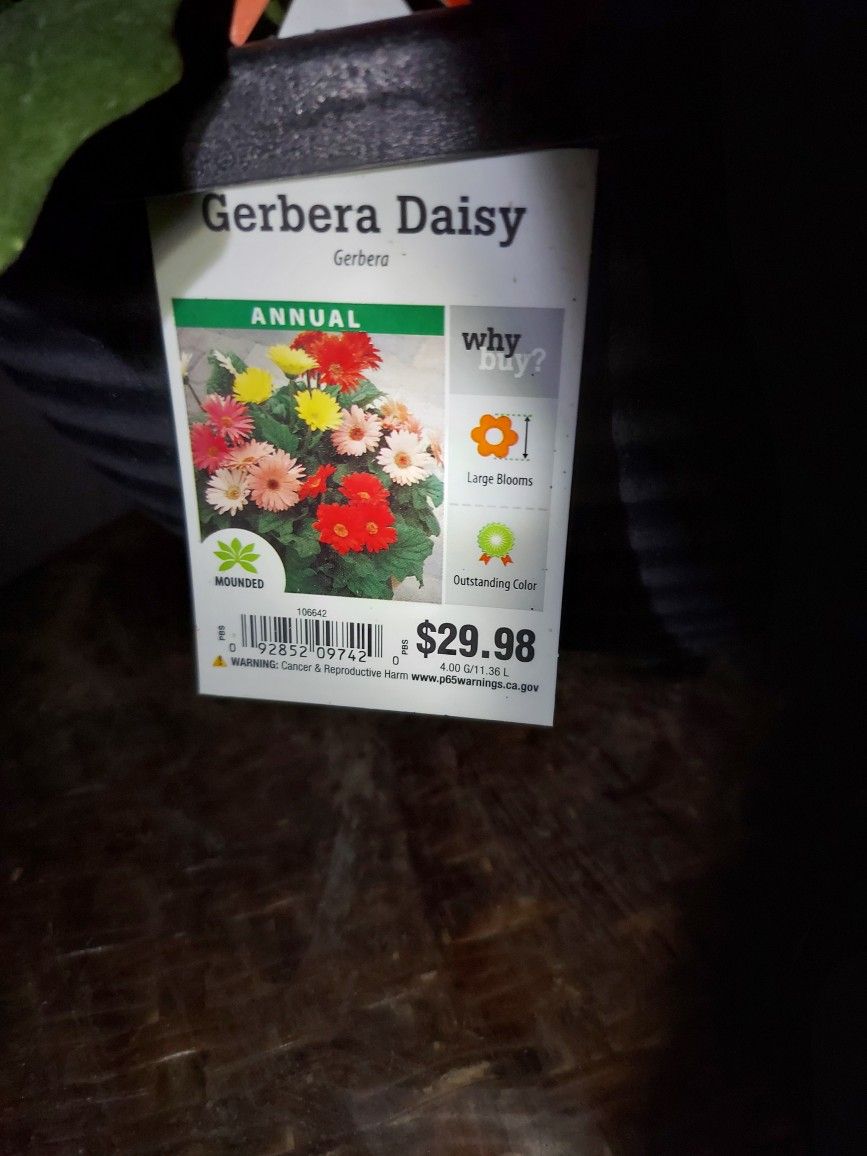 Gerbera Daisy
Gerbera
ANNUAL
why
buy?
Large Blooms
MOUNDED
Outstanding Color
106642
PBS
0 92852 09742 0
PBS
$29.98
4.00 G/11.36 L
WARNING: Cancer & Reproductive Harm www.p65warnings.ca.gov